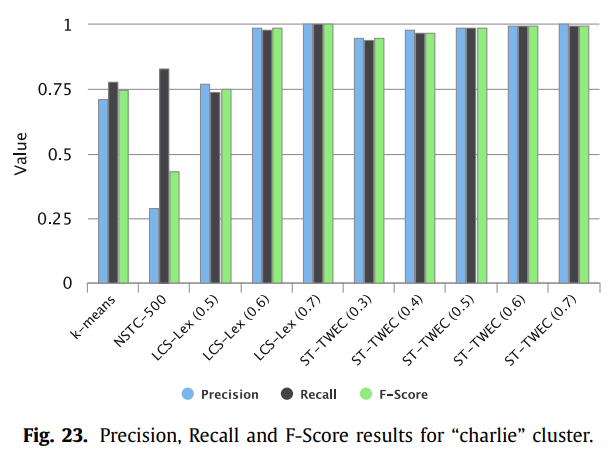 1
0.75
0.5
0.25
0
Value
k-means
NSTC-500
LCS-Lex (0.5)
LCS-Lex (0.6)
LCS-Lex (0.7)
ST-TWEC (0.3)
ST-TWEC (0.4)
ST-TWEC (0.5)
ST-TWEC (0.6)
ST-TWEC (0.7)
Precision Recall F-Score
Fig. 23. Precision, Recall and F-Score results for “charlie” cluster.